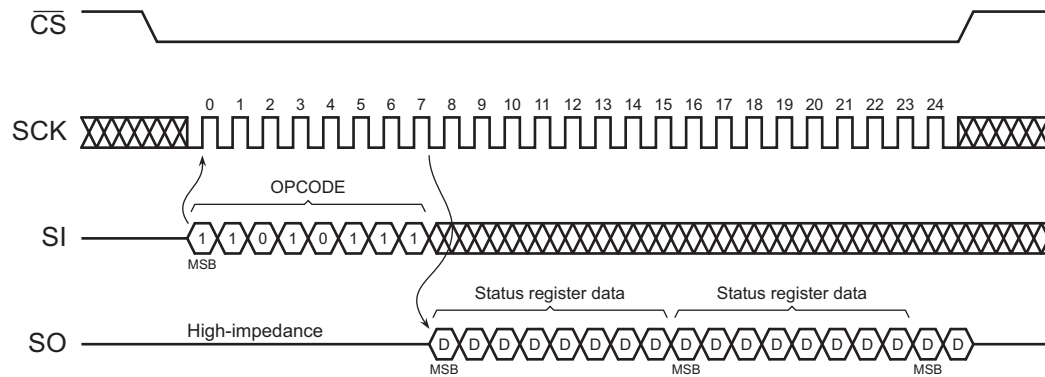 CS
0 1 2 3 4 5 6 7 8 9 10 11 12 13 14 15 16 17 18 19 20 21 22 23 24
SCK
OPCODE
SI 1 1 0 1 0 1 1 1
MSB
Status register data Status register data
High-impedance
SO D D D D D D D D D D D D D D D D D D
MSB MSB MSB